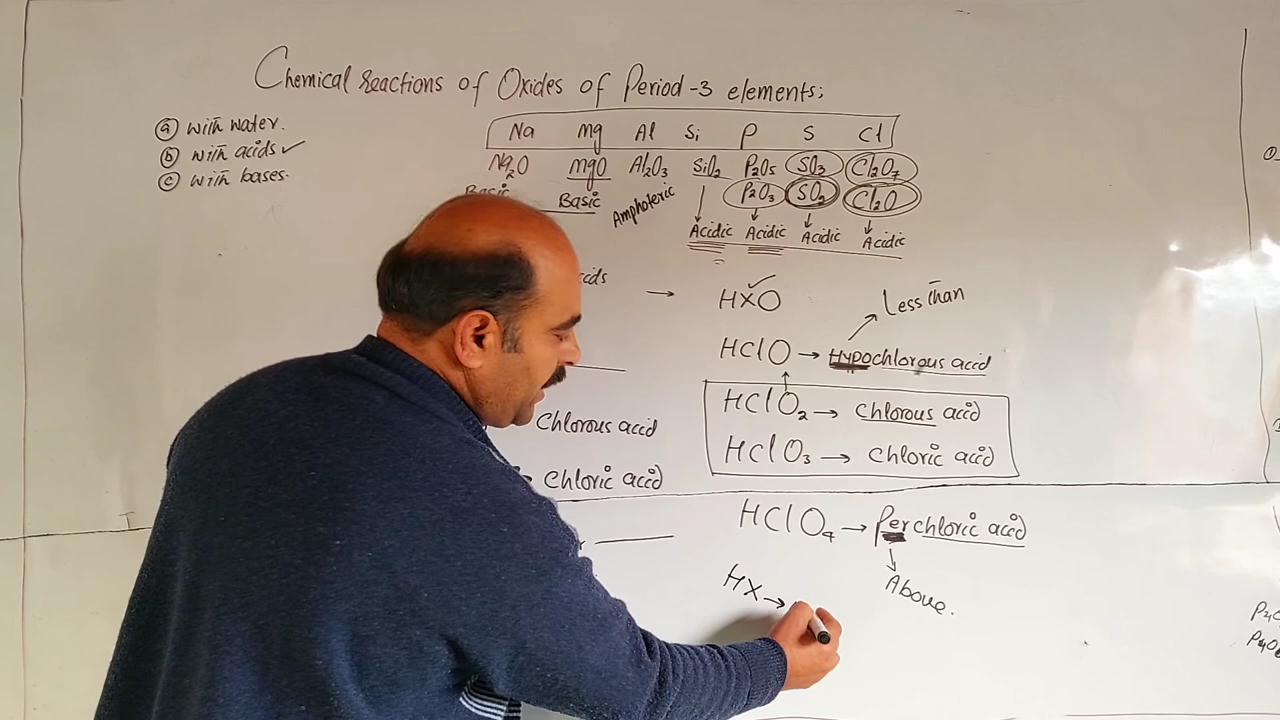 Chemical reactions of Oxides of Period-3 elements;
ⓐ with water.
ⓑ with acids ✓
ⓒ with bases.
Na Mg Al Si P S Cl
Na₂O MgO Al₂O₃ SiO₂ P₂O₅ SO₃ Cl₂O₇
P₂O₃ SO₂ Cl₂O
Basic Basic Amphoteric
Acidic Acidic Acidic Acidic
→ HXO
Less than
HClO → HYPOchlorous acid
HClO₂ → Chlorous acid
HClO₃ → Chloric acid
Chlorous acid
Chloric acid
HClO₄ → Perchloric acid
Above.
HX →